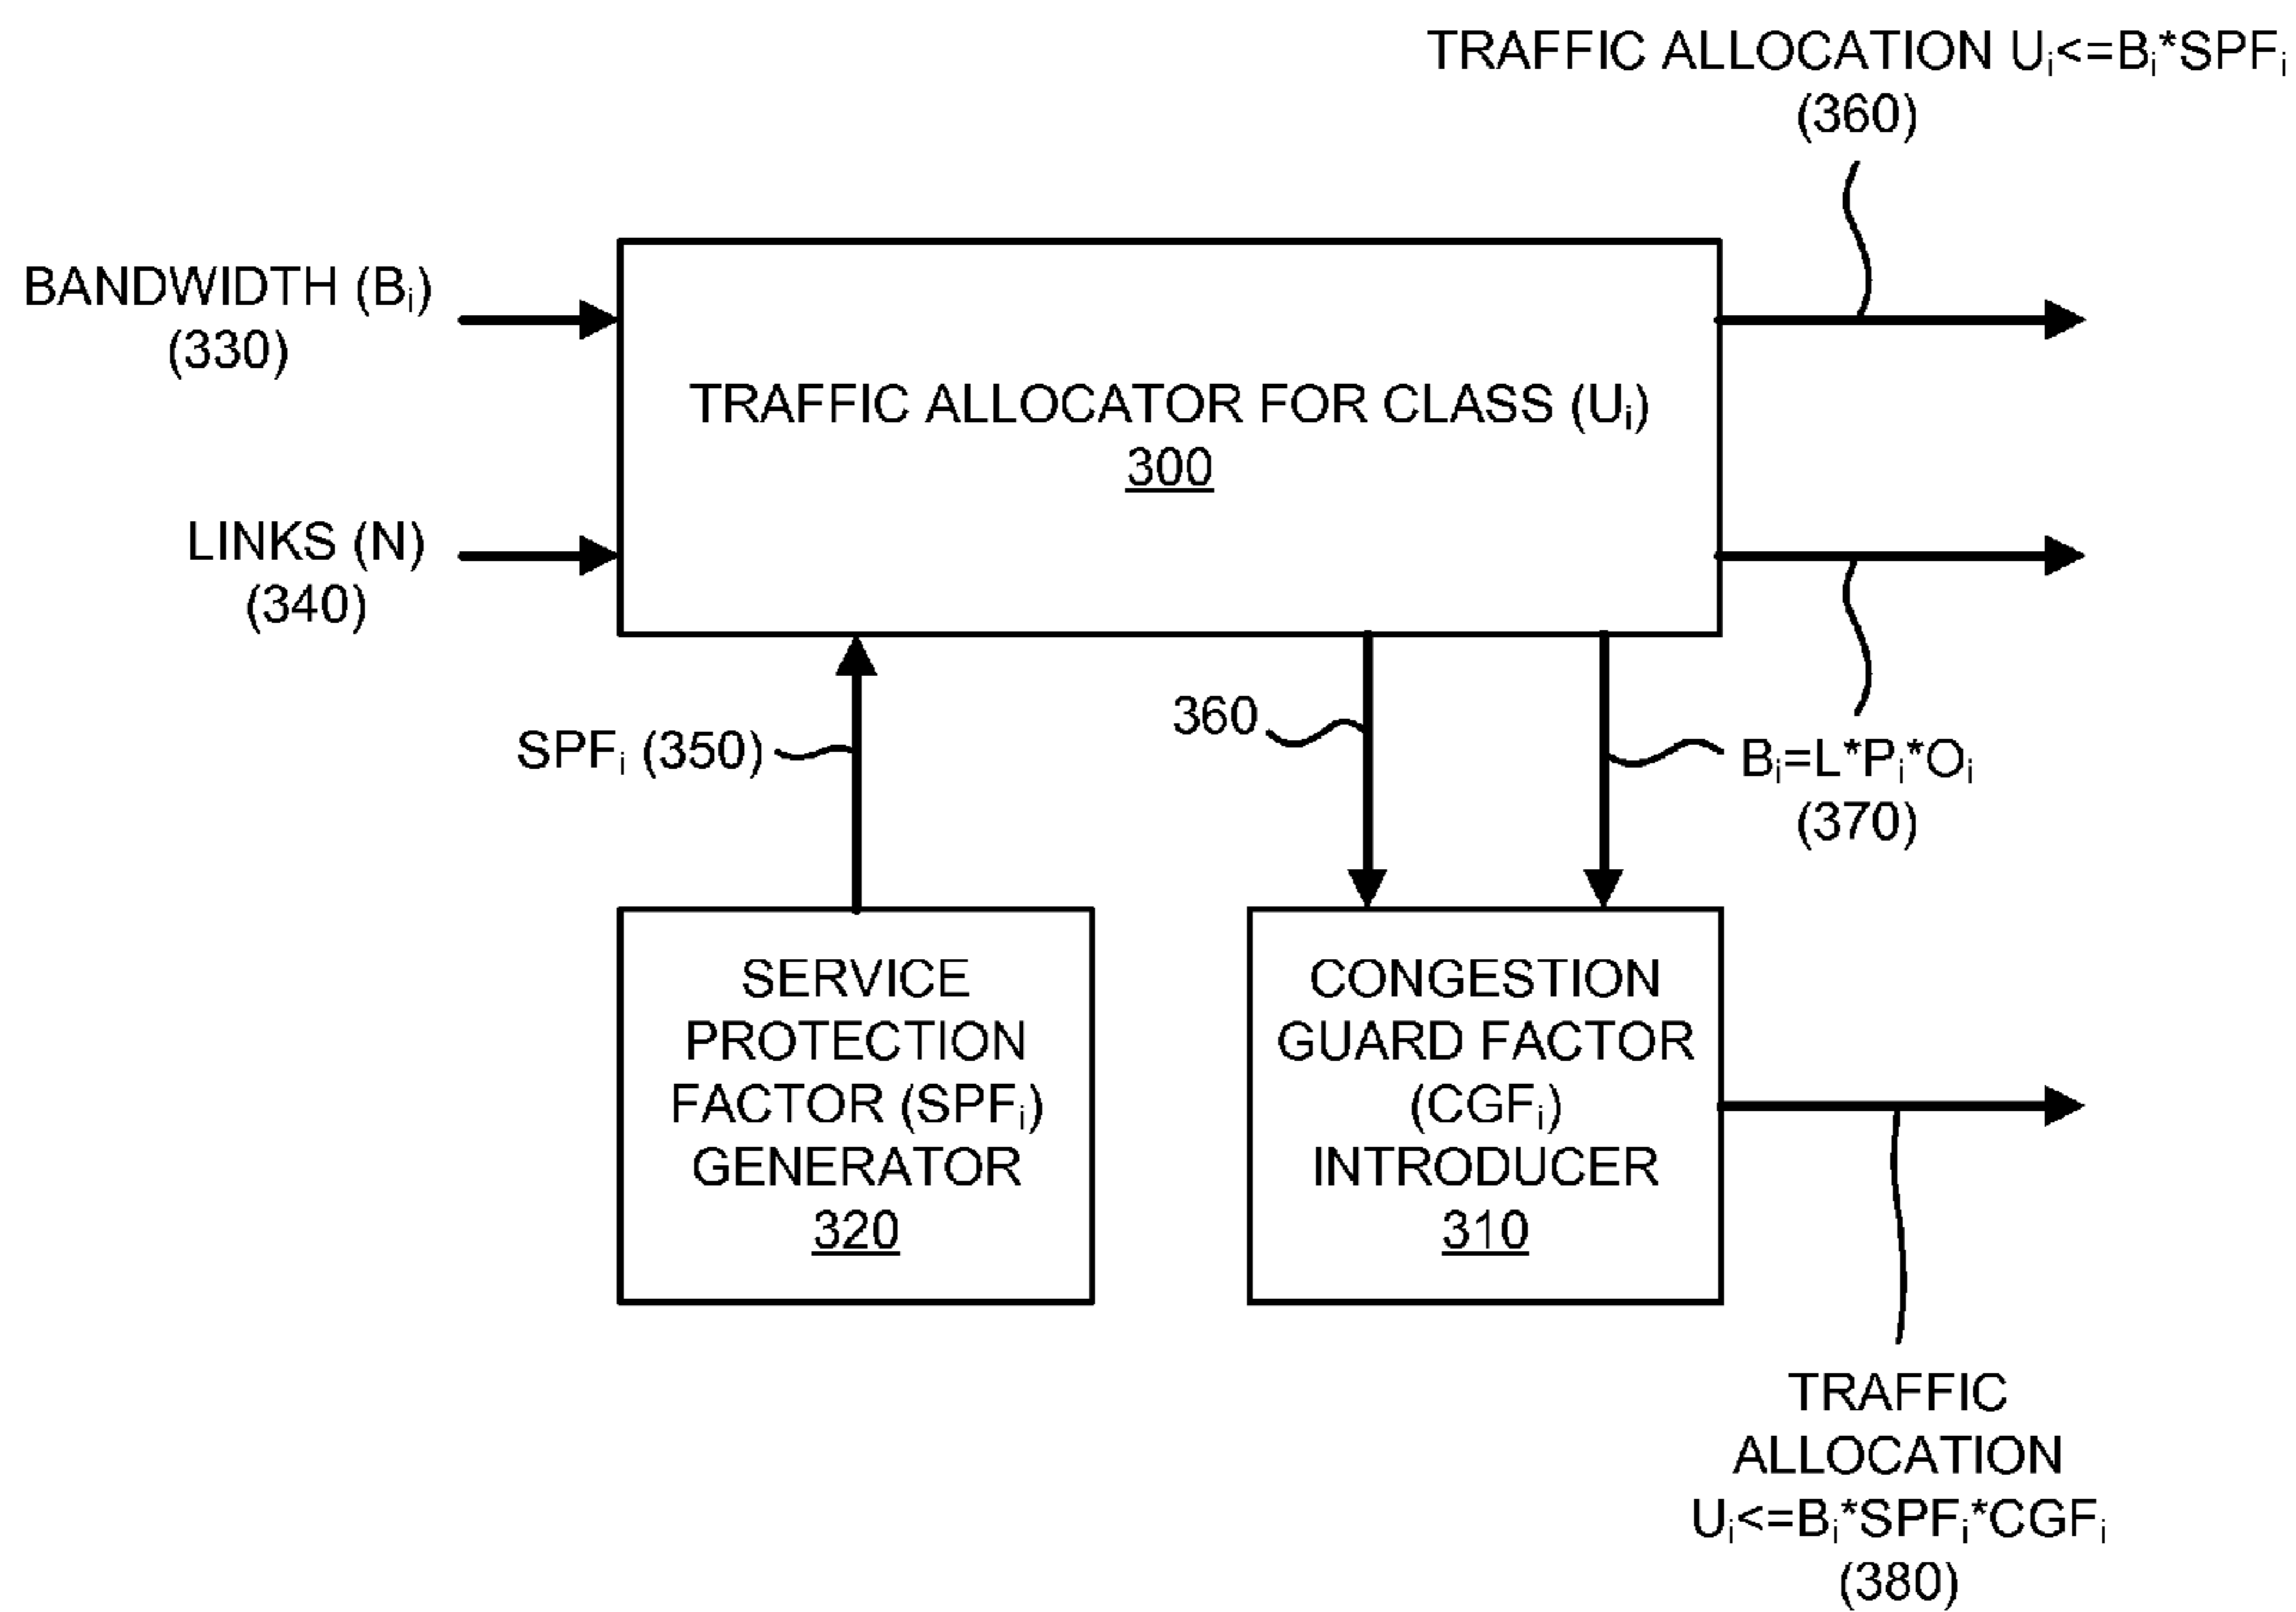 TRAFFIC ALLOCATION Uᵢ<=Bᵢ*SPFᵢ
(360)
BANDWIDTH (Bᵢ)
(330)
TRAFFIC ALLOCATOR FOR CLASS (Uᵢ)
300
LINKS (N)
(340)
SPFᵢ (350)
360
Bᵢ=L*Pᵢ*Oᵢ
(370)
SERVICE
PROTECTION
FACTOR (SPFᵢ)
GENERATOR
320
CONGESTION
GUARD FACTOR
(CGFᵢ)
INTRODUCER
310
TRAFFIC
ALLOCATION
Uᵢ<=Bᵢ*SPFᵢ*CGFᵢ
(380)